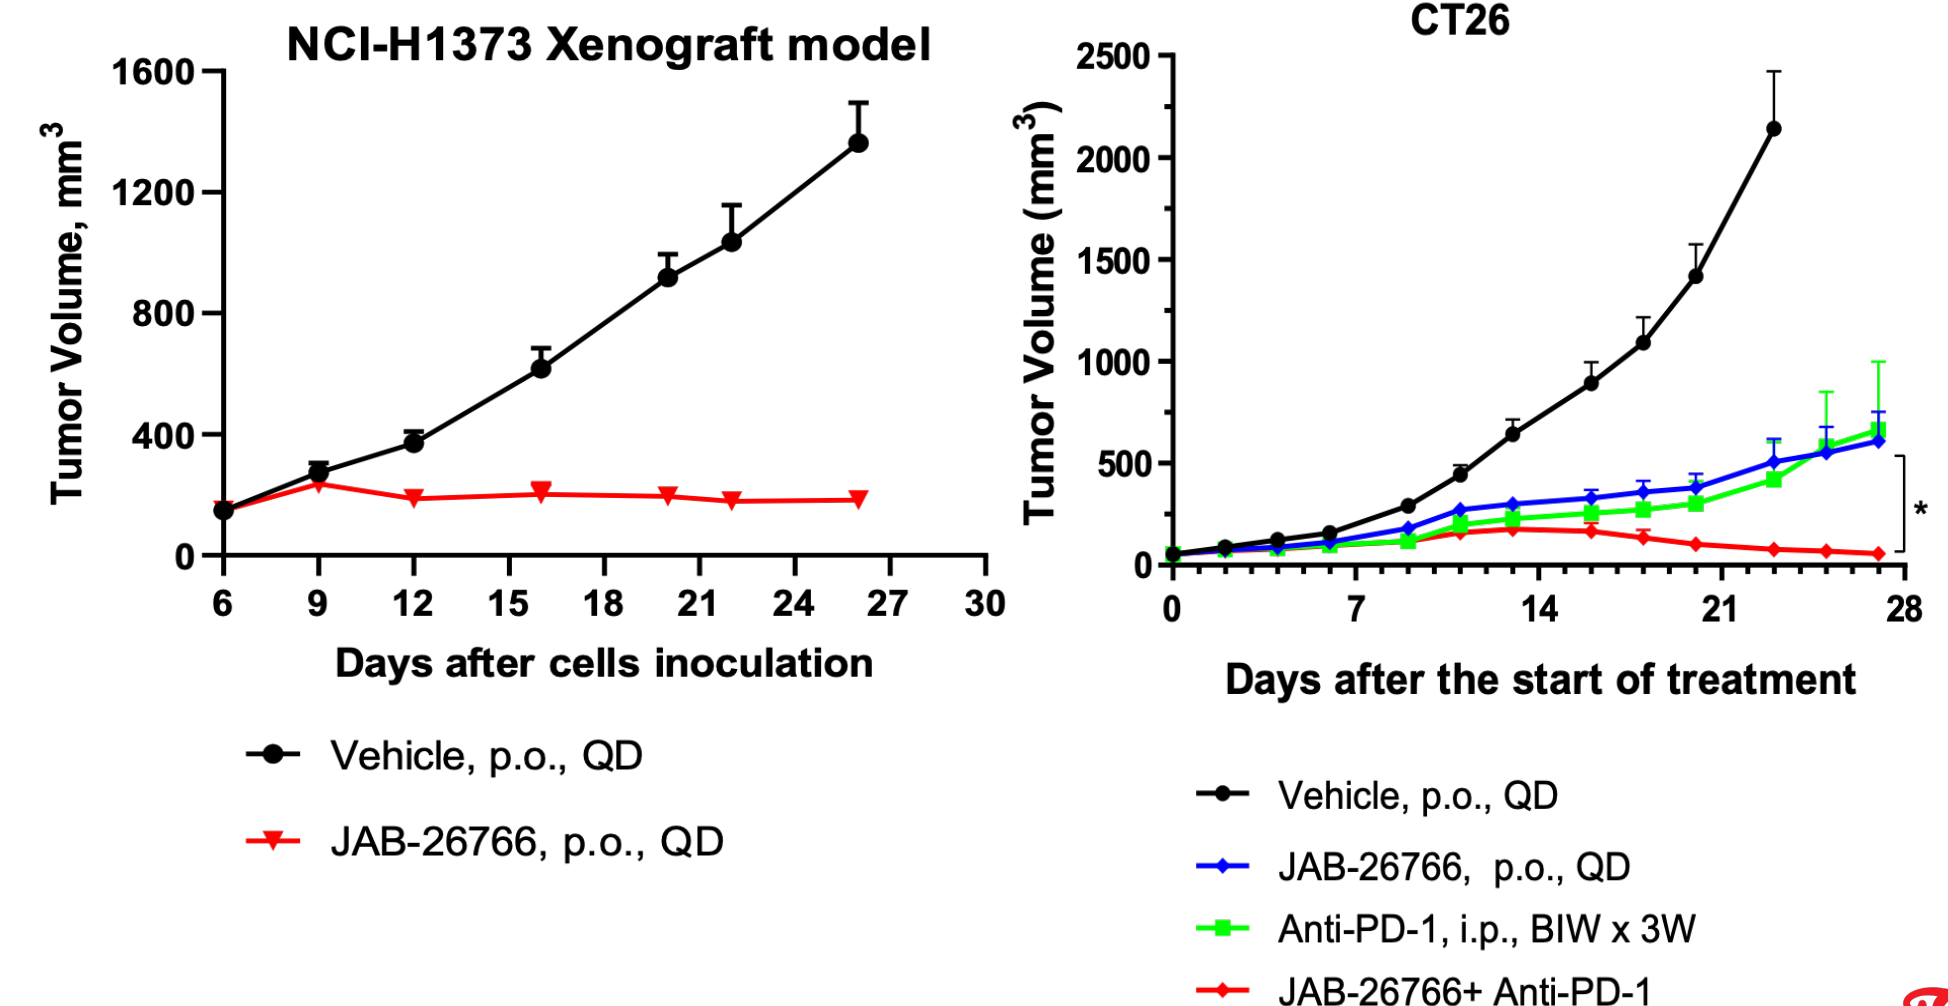 NCI-H1373 Xenograft model
Tumor Volume, mm³
1600
1200
800
400
0
6 9 12 15 18 21 24 27 30
Days after cells inoculation
Vehicle, p.o., QD
JAB-26766, p.o., QD
CT26
Tumor Volume (mm³)
2500
2000
1500
1000
500
0
0 7 14 21 28
*
Days after the start of treatment
Vehicle, p.o., QD
JAB-26766, p.o., QD
Anti-PD-1, i.p., BIW x 3W
JAB-26766+ Anti-PD-1